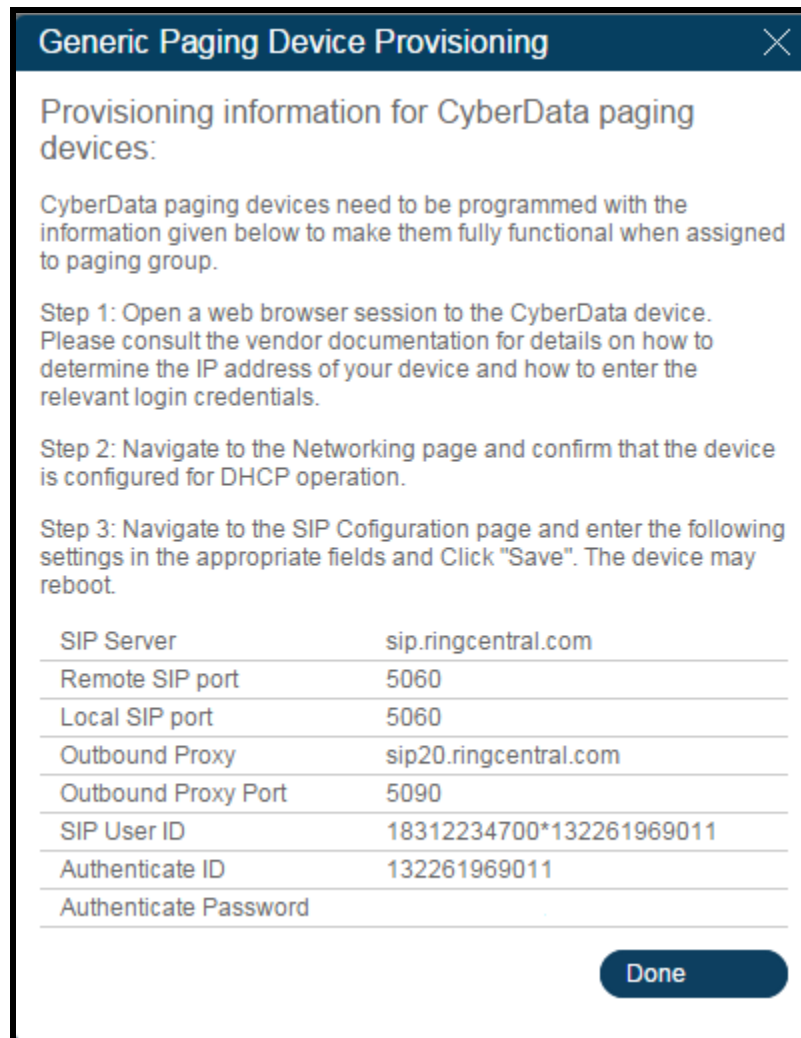 Generic Paging Device Provisioning
Provisioning information for CyberData paging
devices:
CyberData paging devices need to be programmed with the
information given below to make them fully functional when assigned
to paging group.
Step 1: Open a web browser session to the CyberData device.
Please consult the vendor documentation for details on how to
determine the IP address of your device and how to enter the
relevant login credentials.
Step 2: Navigate to the Networking page and confirm that the device
is configured for DHCP operation.
Step 3: Navigate to the SIP Cofiguration page and enter the following
settings in the appropriate fields and Click "Save". The device may
reboot.
SIP Server sip.ringcentral.com
Remote SIP port 5060
Local SIP port 5060
Outbound Proxy sip20.ringcentral.com
Outbound Proxy Port 5090
SIP User ID 18312234700*132261969011
Authenticate ID 132261969011
Authenticate Password
Done